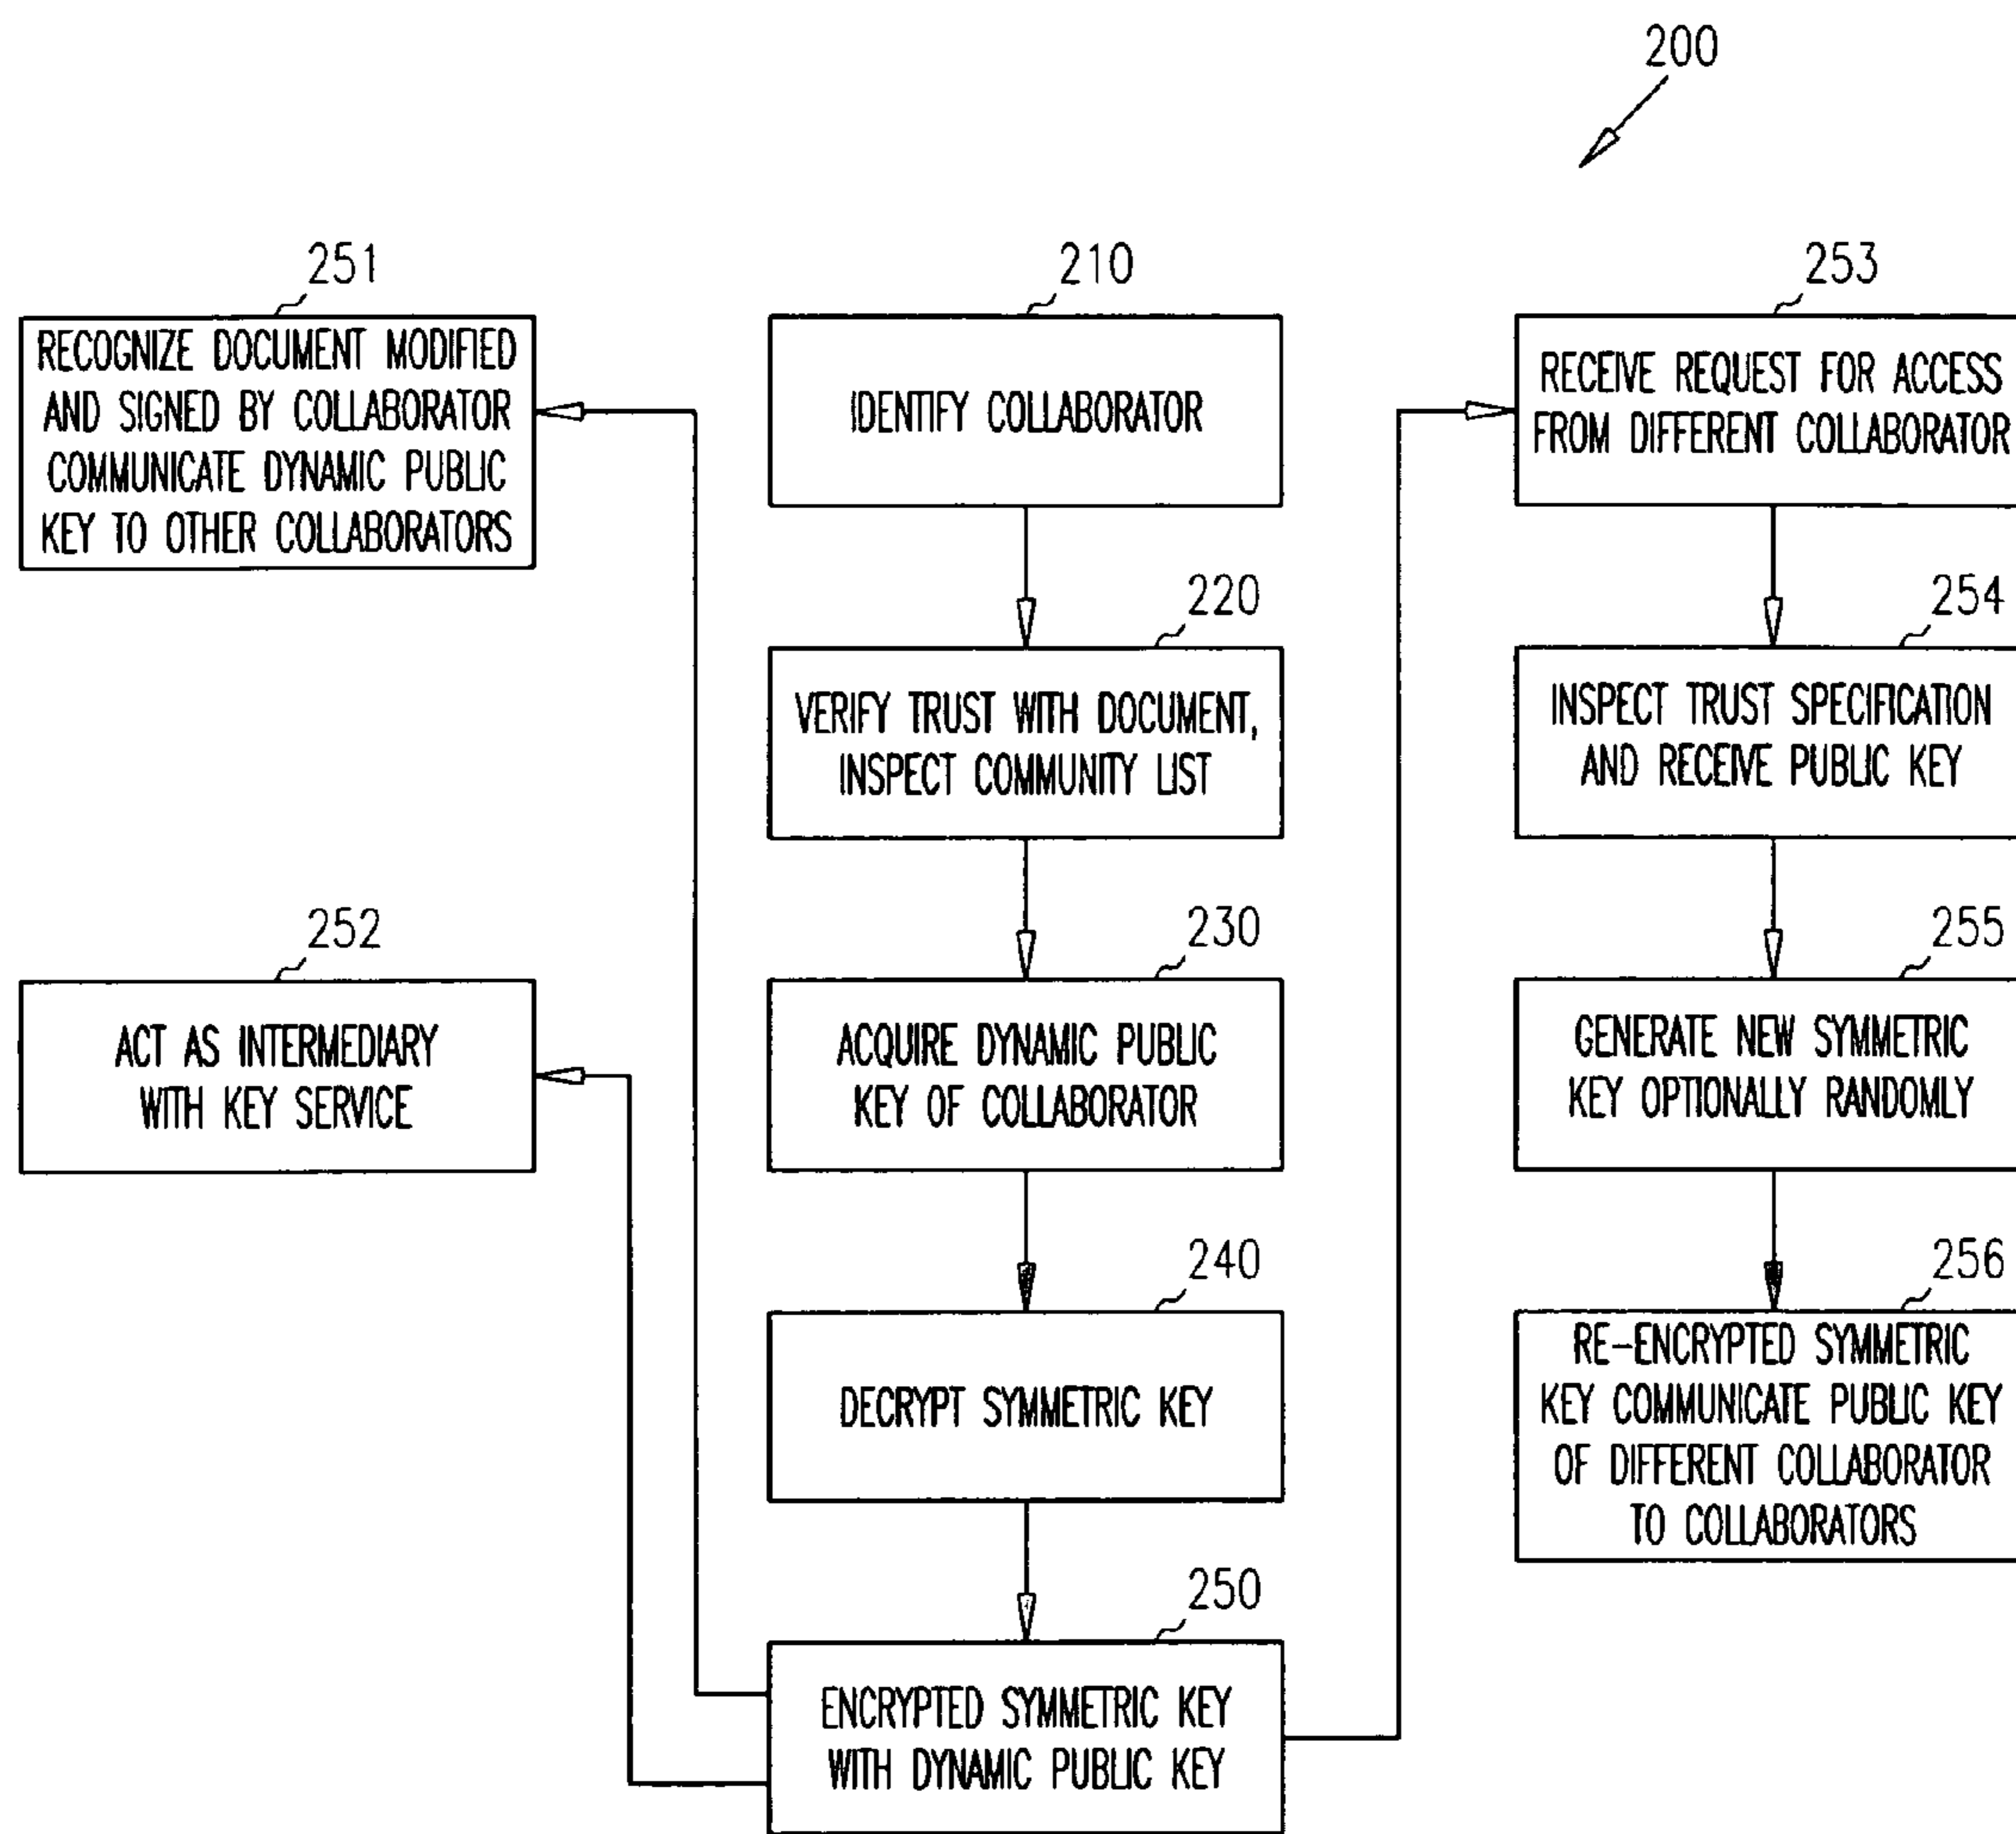 200
251
RECOGNIZE DOCUMENT MODIFIED
AND SIGNED BY COLLABORATOR
COMMUNICATE DYNAMIC PUBLIC
KEY TO OTHER COLLABORATORS
252
ACT AS INTERMEDIARY
WITH KEY SERVICE
210
IDENTIFY COLLABORATOR
220
VERIFY TRUST WITH DOCUMENT,
INSPECT COMMUNITY LIST
230
ACQUIRE DYNAMIC PUBLIC
KEY OF COLLABORATOR
240
DECRYPT SYMMETRIC KEY
250
ENCRYPTED SYMMETRIC KEY
WITH DYNAMIC PUBLIC KEY
253
RECEIVE REQUEST FOR ACCESS
FROM DIFFERENT COLLABORATOR
254
INSPECT TRUST SPECIFICATION
AND RECEIVE PUBLIC KEY
255
GENERATE NEW SYMMETRIC
KEY OPTIONALLY RANDOMLY
256
RE-ENCRYPTED SYMMETRIC
KEY COMMUNICATE PUBLIC KEY
OF DIFFERENT COLLABORATOR
TO COLLABORATORS